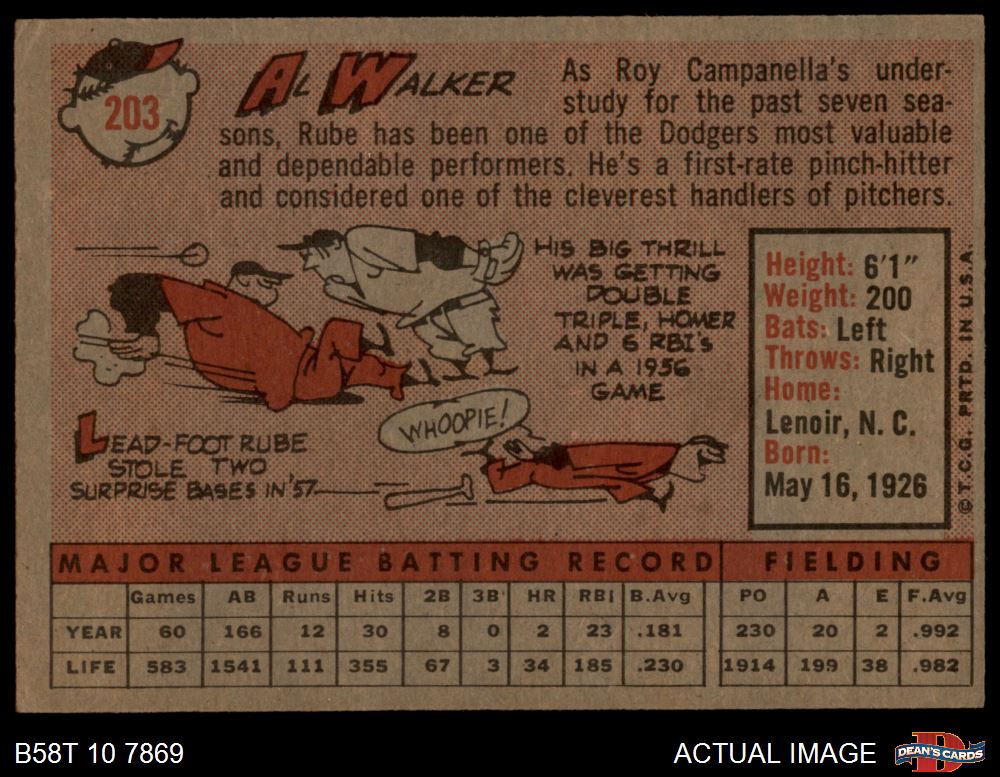 203
AL WALKER
As Roy Campanella's under-
study for the past seven sea-
sons, Rube has been one of the Dodgers most valuable
and dependable performers. He's a first-rate pinch-hitter
and considered one of the cleverest handlers of pitchers.
HIS BIG THRILL
WAS GETTING
DOUBLE
TRIPLE, HOMER
AND 6 RBI'S
IN A 1956
GAME
LEAD-FOOT RUBE
STOLE TWO
SURPRISE BASES IN '57
WHOOPIE!
Height: 6'1"
Weight: 200
Bats: Left
Throws: Right
Home:
Lenoir, N. C.
Born:
May 16, 1926
© T.C.G. PRTD. IN U.S.A.
MAJOR LEAGUE BATTING RECORD FIELDING
Games AB Runs Hits 2B 3B HR RBI B.Avg PO A E F.Avg
YEAR 60 166 12 30 8 0 2 23 .181 230 20 2 .992
LIFE 583 1541 111 355 67 3 34 185 .230 1914 199 38 .982
B58T 10 7869
ACTUAL IMAGE
DEAN'S CARDS